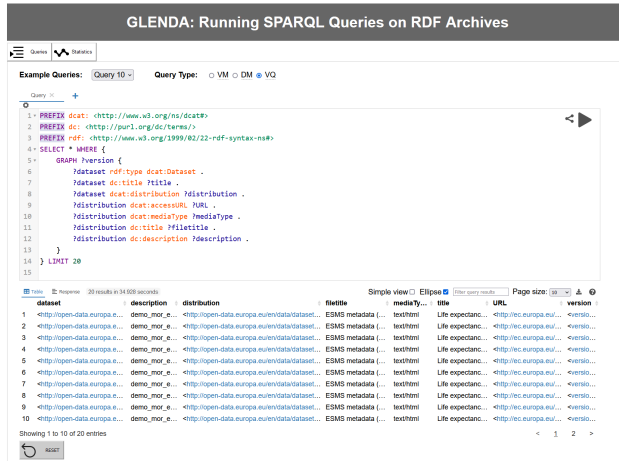 GLENDA: Running SPARQL Queries on RDF Archives
Queries Statistics
Example Queries: Query 10 Query Type: VM DM VQ
Query × +
1 PREFIX dcat: <http://www.w3.org/ns/dcat#>
2 PREFIX dc: <http://purl.org/dc/terms/>
3 PREFIX rdf: <http://www.w3.org/1999/02/22-rdf-syntax-ns#>
4 SELECT * WHERE {
5 GRAPH ?version {
6 ?dataset rdf:type dcat:Dataset .
7 ?dataset dc:title ?title .
8 ?dataset dcat:distribution ?distribution .
9 ?distribution dcat:accessURL ?URL .
10 ?distribution dcat:mediaType ?mediaType .
11 ?distribution dc:title ?filetitle .
12 ?distribution dc:description ?description .
13 }
14 } LIMIT 20
15
Table Response 20 results in 34.928 seconds Simple view Ellipse Filter query results Page size: 10
dataset description distribution filetitle mediaTy... title URL version
1 <http://open-data.europa.e... demo_mor_e... <http://open-data.europa.eu/en/data/dataset... ESMS metadata (... text/html Life expectanc... <http://ec.europa.eu/... <versio...
2 <http://open-data.europa.e... demo_mor_e... <http://open-data.europa.eu/en/data/dataset... ESMS metadata (... text/html Life expectanc... <http://ec.europa.eu/... <versio...
3 <http://open-data.europa.e... demo_mor_e... <http://open-data.europa.eu/en/data/dataset... ESMS metadata (... text/html Life expectanc... <http://ec.europa.eu/... <versio...
4 <http://open-data.europa.e... demo_mor_e... <http://open-data.europa.eu/en/data/dataset... ESMS metadata (... text/html Life expectanc... <http://ec.europa.eu/... <versio...
5 <http://open-data.europa.e... demo_mor_e... <http://open-data.europa.eu/en/data/dataset... ESMS metadata (... text/html Life expectanc... <http://ec.europa.eu/... <versio...
6 <http://open-data.europa.e... demo_mor_e... <http://open-data.europa.eu/en/data/dataset... ESMS metadata (... text/html Life expectanc... <http://ec.europa.eu/... <versio...
7 <http://open-data.europa.e... demo_mor_e... <http://open-data.europa.eu/en/data/dataset... ESMS metadata (... text/html Life expectanc... <http://ec.europa.eu/... <versio...
8 <http://open-data.europa.e... demo_mor_e... <http://open-data.europa.eu/en/data/dataset... ESMS metadata (... text/html Life expectanc... <http://ec.europa.eu/... <versio...
9 <http://open-data.europa.e... demo_mor_e... <http://open-data.europa.eu/en/data/dataset... ESMS metadata (... text/html Life expectanc... <http://ec.europa.eu/... <versio...
10 <http://open-data.europa.e... demo_mor_e... <http://open-data.europa.eu/en/data/dataset... ESMS metadata (... text/html Life expectanc... <http://ec.europa.eu/... <versio...
Showing 1 to 10 of 20 entries < 1 2 >
RESET